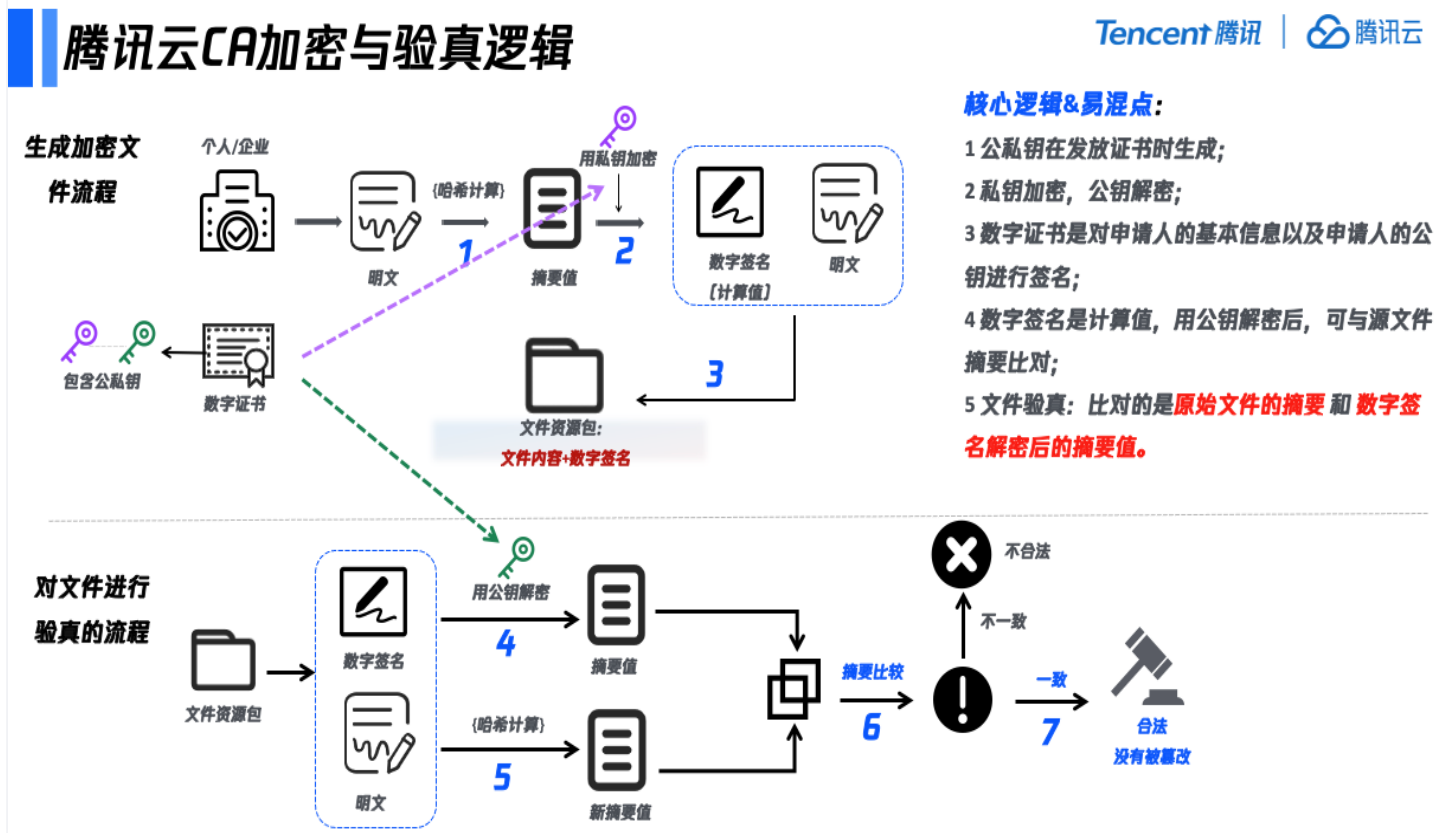 腾讯云CA加密与验真逻辑
Tencent腾讯
腾讯云
生成加密文
件流程
个人/企业
明文
{哈希计算}
1
摘要值
用私钥加密
2
数字签名
(计算值)
明文
包含公私钥
数字证书
3
文件资源包:
文件内容+数字签名
核心逻辑&易混点:
1 公私钥在发放证书时生成;
2 私钥加密，公钥解密;
3 数字证书是对申请人的基本信息以及申请人的公
钥进行签名;
4 数字签名是计算值，用公钥解密后，可与源文件
摘要比对;
5 文件验真：比对的是原始文件的摘要 和 数字签
名解密后的摘要值。
对文件进行
验真的流程
文件资源包
数字签名
明文
用公钥解密
4
摘要值
{哈希计算}
5
新摘要值
摘要比较
6
不合法
不一致
一致
7
合法
没有被篡改